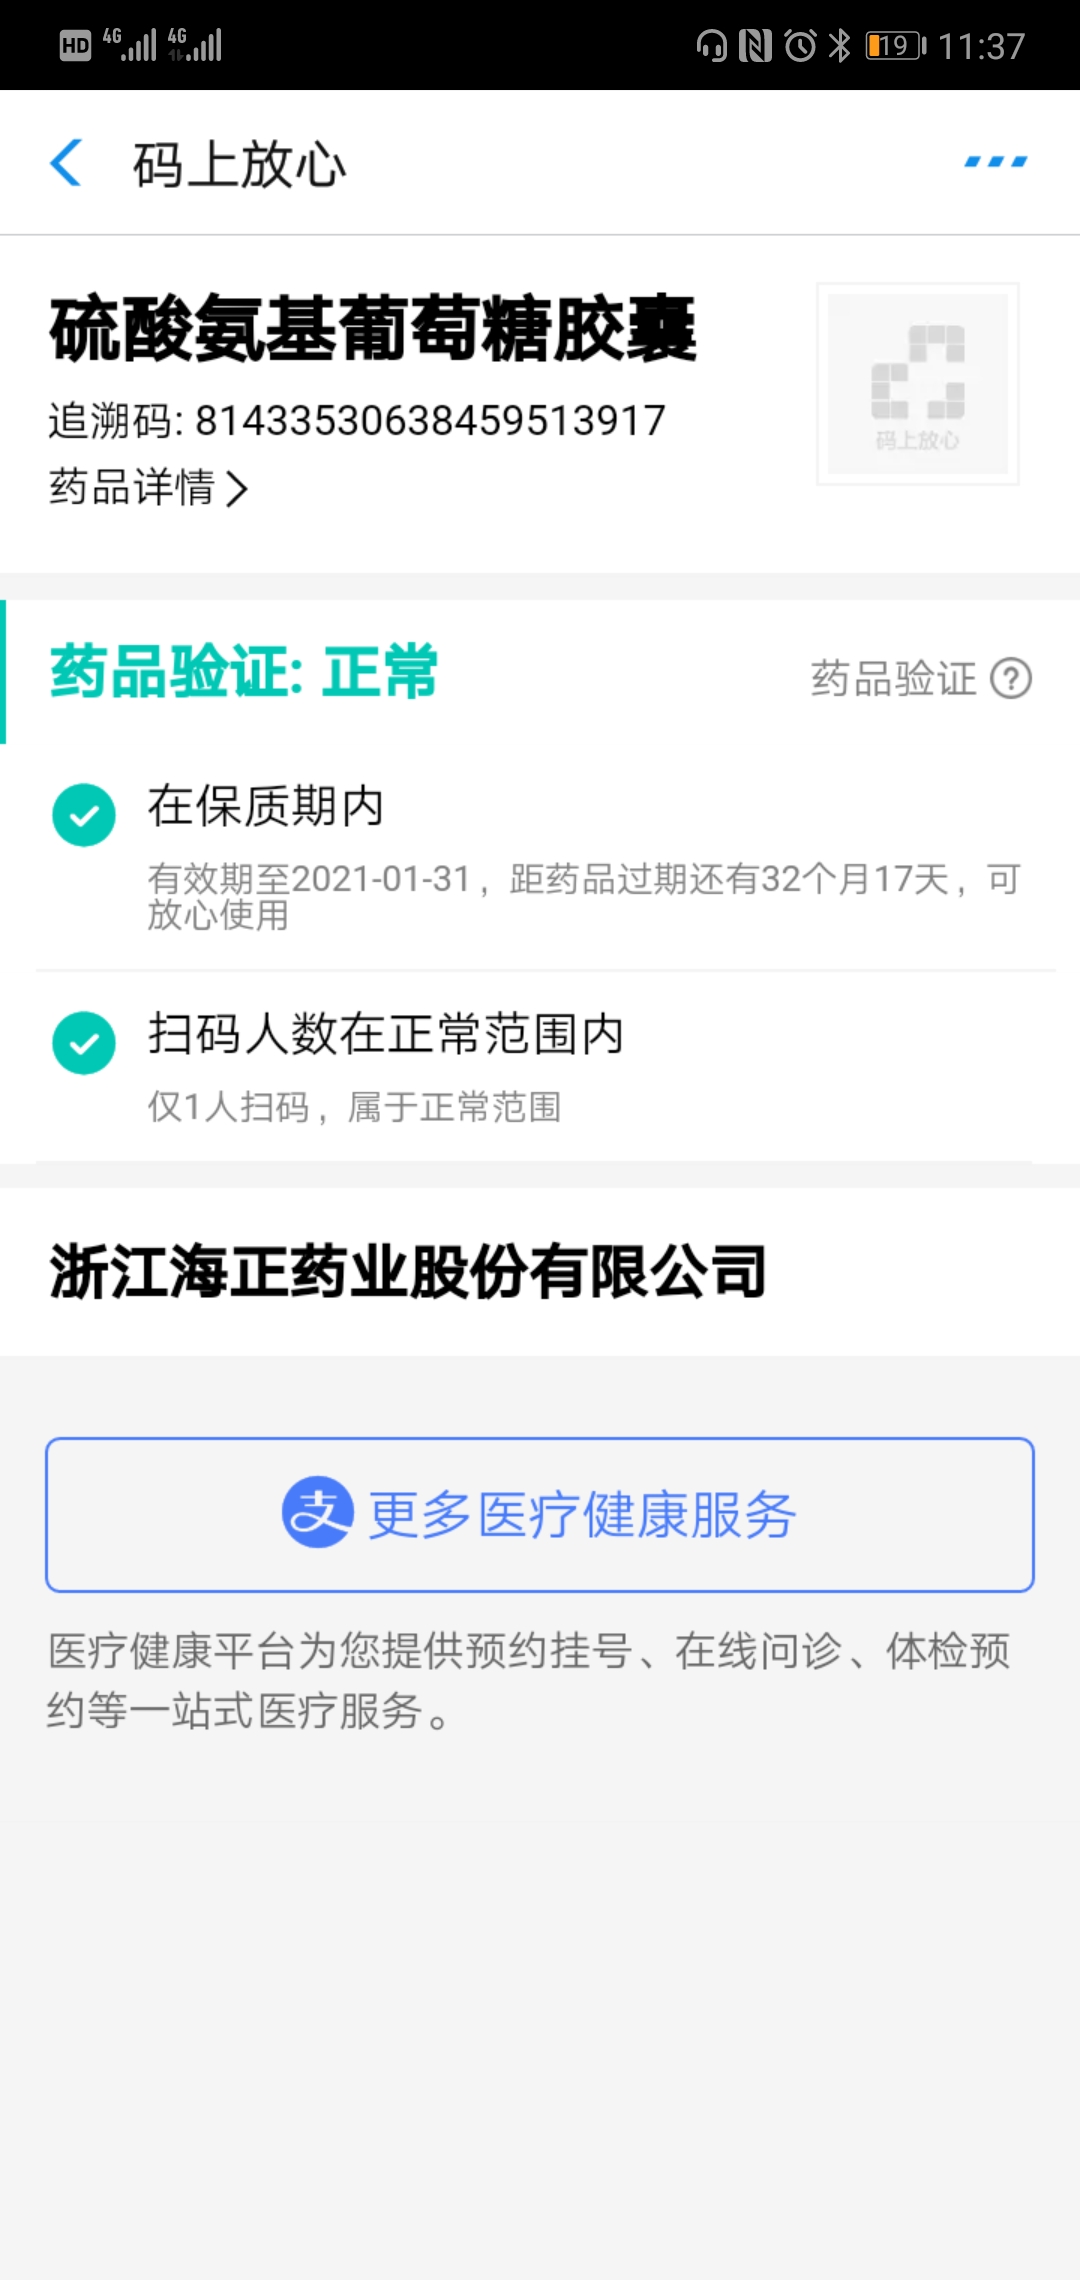 HD 4G 4G 19 11:37
码上放心
硫酸氨基葡萄糖胶囊
追溯码: 81433530638459513917
码上放心
药品详情
药品验证: 正常
药品验证 ?
在保质期内
有效期至2021-01-31，距药品过期还有32个月17天，可
放心使用
扫码人数在正常范围内
仅1人扫码，属于正常范围
浙江海正药业股份有限公司
支 更多医疗健康服务
医疗健康平台为您提供预约挂号、在线问诊、体检预
约等一站式医疗服务。